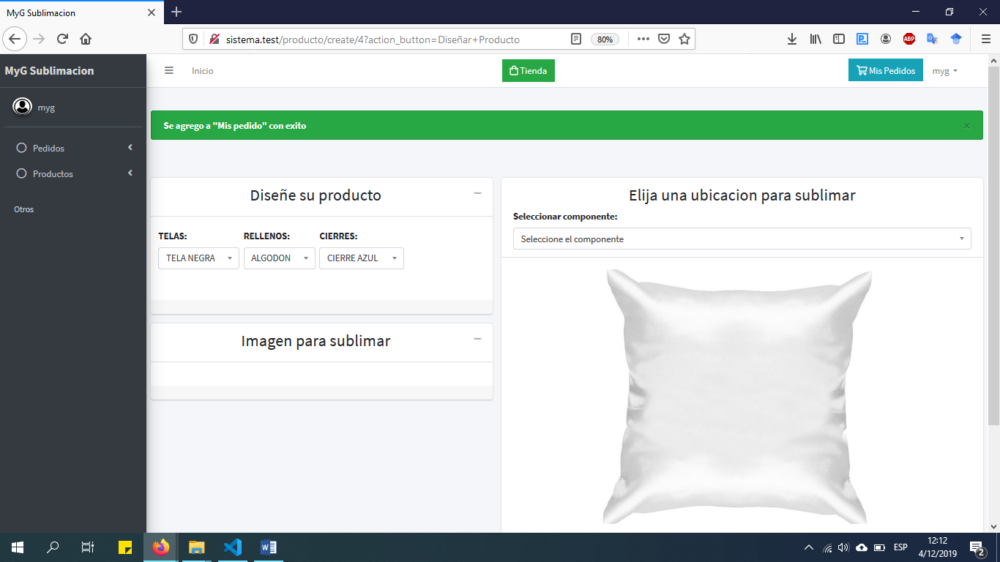 MyG Sublimacion
sistema.test/producto/create/4?action_button=Diseñar+Producto
80%
ABP
MyG Sublimacion
Inicio
Tienda
Mis Pedidos
myg
myg
Se agrego a "Mis pedido" con exito
×
Pedidos
Productos
Otros
Diseñe su producto
TELAS: RELLENOS: CIERRES:
TELA NEGRA ALGODON CIERRE AZUL
Imagen para sublimar
Elija una ubicacion para sublimar
Seleccionar componente:
Seleccione el componente
ESP
12:12
4/12/2019
2